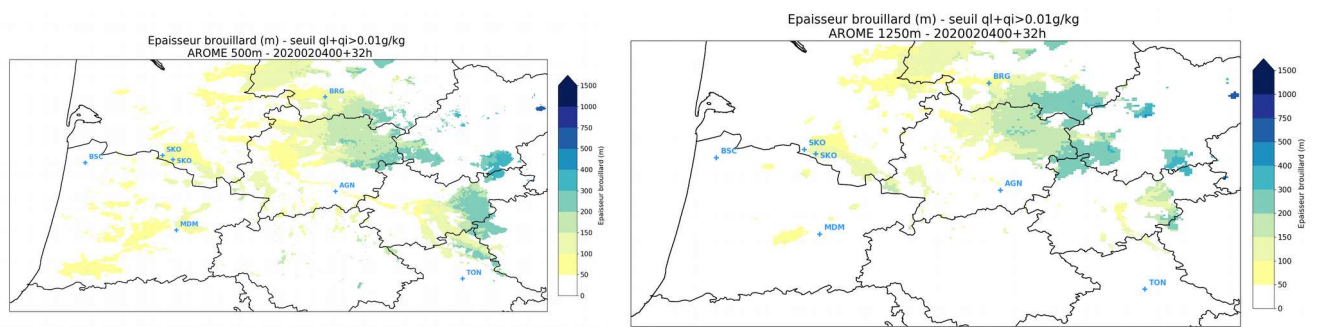 Epaisseur brouillard (m) - seuil ql+qi>0.01g/kg
AROME 500m - 2020020400+32h
BRG
SKO
SKO
BSC
AGN
MDM
TON
1500
1000
750
500
400
300
200
150
100
50
0
Epaisseur brouillard (m)
Epaisseur brouillard (m) - seuil ql+qi>0.01g/kg
AROME 1250m - 2020020400+32h
BRG
SKO
SKO
BSC
AGN
MDM
TON
1500
1000
750
500
400
300
200
150
100
50
0
Epaisseur brouillard (m)